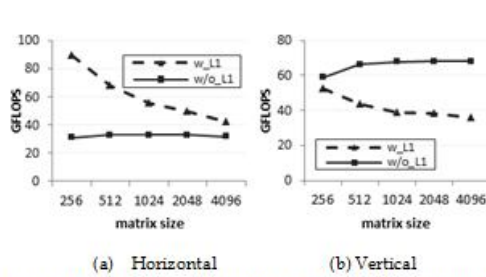 100
80
60
40
20
0
GFLOPS
w_L1
w/o_L1
256 512 1024 2048 4096
matrix size
(a) Horizontal
80
60
40
20
0
GFLOPS
w_L1
w/o_L1
256 512 1024 2048 4096
matrix size
(b) Vertical